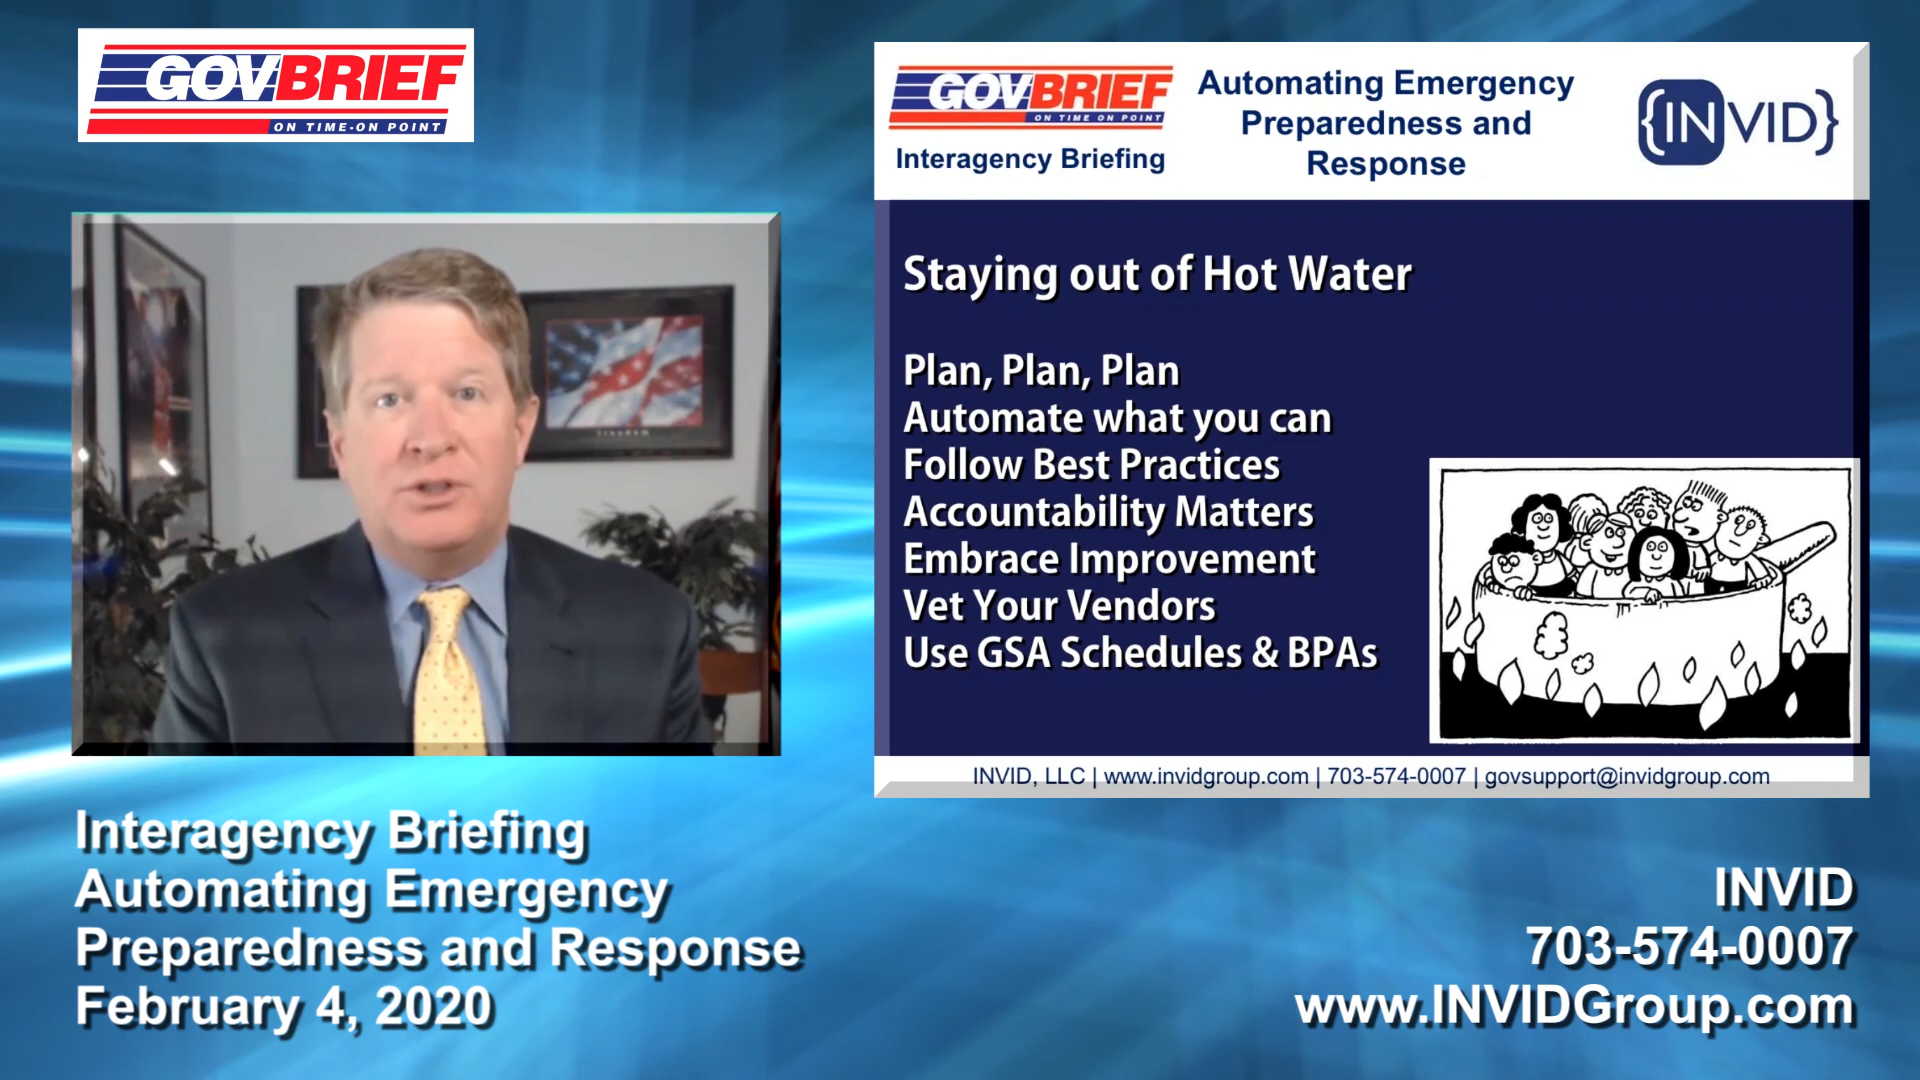 GOVBRIEF
ON TIME-ON POINT
GOVBRIEF
ON TIME ON POINT
Interagency Briefing
Automating Emergency
Preparedness and
Response
{INVID}
Staying out of Hot Water
Plan, Plan, Plan
Automate what you can
Follow Best Practices
Accountability Matters
Embrace Improvement
Vet Your Vendors
Use GSA Schedules & BPAs
INVID, LLC | www.invidgroup.com | 703-574-0007 | govsupport@invidgroup.com
Interagency Briefing
Automating Emergency
Preparedness and Response
February 4, 2020
INVID
703-574-0007
www.INVIDGroup.com